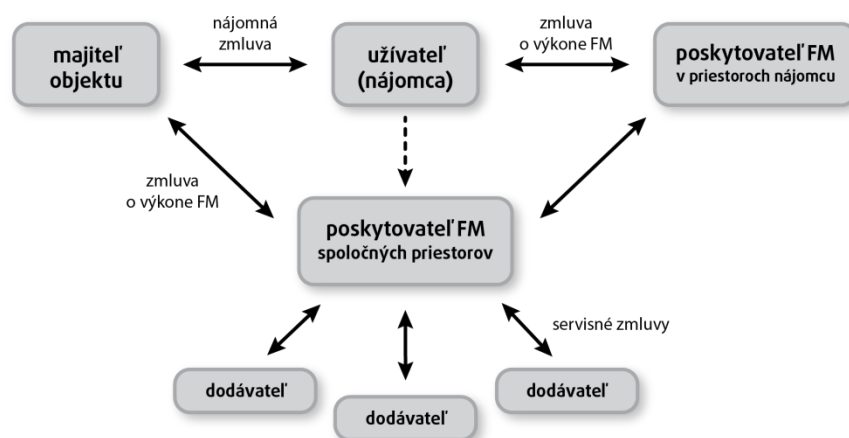 majiteľ
objektu
nájomná
zmluva
užívateľ
(nájomca)
zmluva
o výkone FM
poskytovateľ FM
v priestoroch nájomcu
zmluva
o výkone FM
poskytovateľ FM
spoločných priestorov
servisné zmluvy
dodávateľ
dodávateľ
dodávateľ